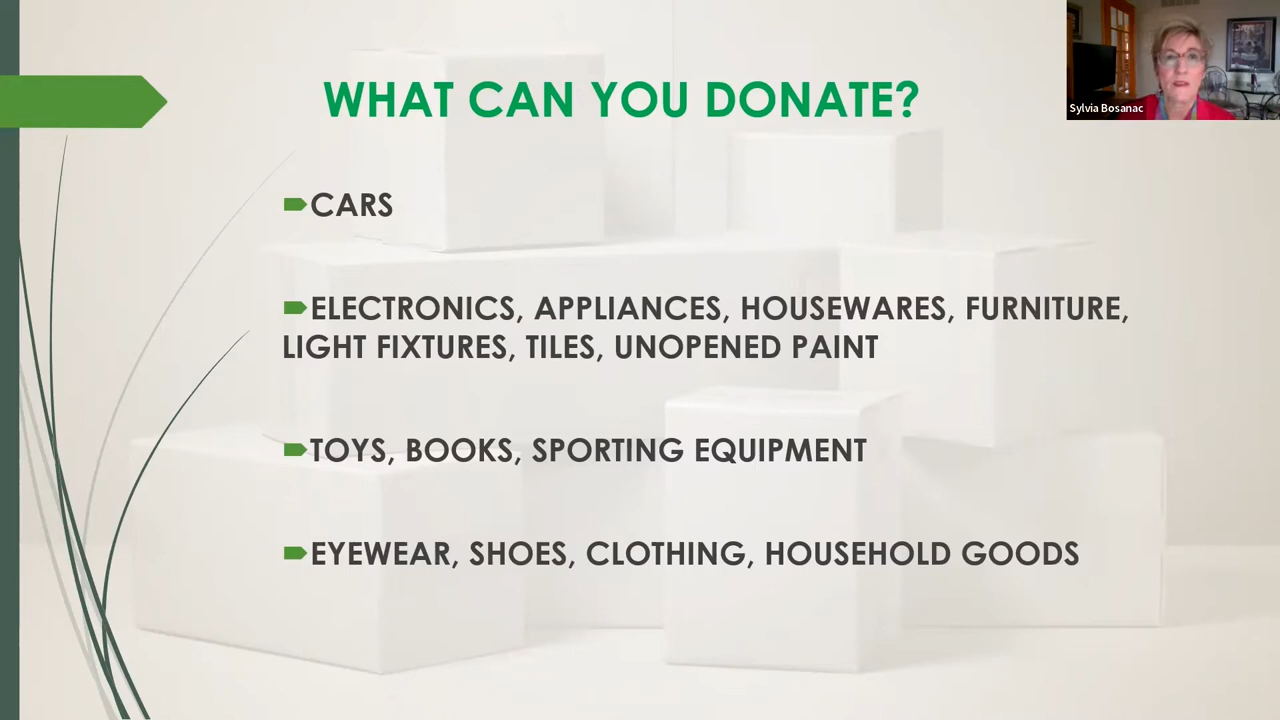 WHAT CAN YOU DONATE?
Sylvia Bosanac
CARS
ELECTRONICS, APPLIANCES, HOUSEWARES, FURNITURE,
LIGHT FIXTURES, TILES, UNOPENED PAINT
TOYS, BOOKS, SPORTING EQUIPMENT
EYEWEAR, SHOES, CLOTHING, HOUSEHOLD GOODS